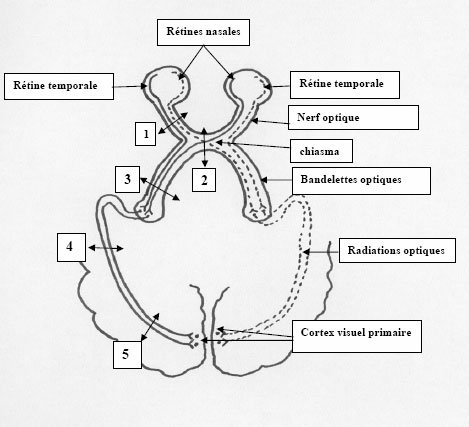 Rétines nasales
Rétine temporale
Rétine temporale
Nerf optique
1
chiasma
3
2
Bandelettes optiques
4
Radiations optiques
Cortex visuel primaire
5